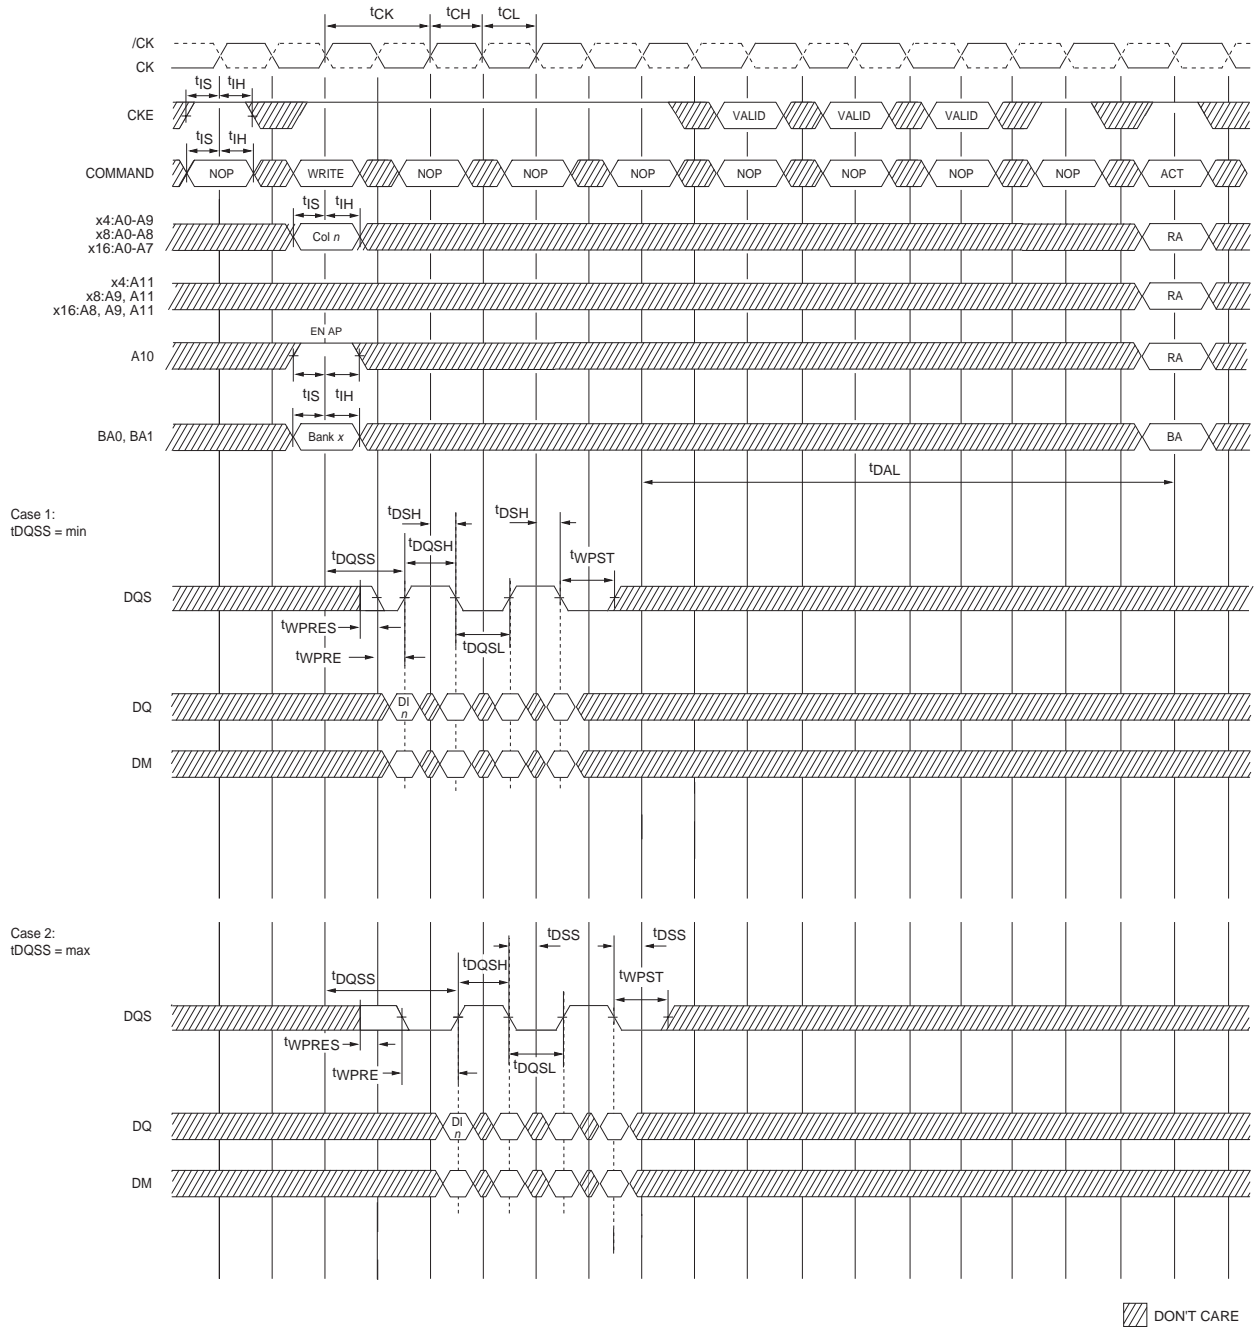 tCK tCH tCL
/CK
CK
tIS tIH
CKE VALID VALID VALID
tIS tIH
COMMAND NOP WRITE NOP NOP NOP NOP NOP NOP NOP ACT
tIS tIH
x4:A0-A9
x8:A0-A8
x16:A0-A7
Col n RA
x4:A11
x8:A9, A11
x16:A8, A9, A11
RA
EN AP
A10 RA
tIS tIH
tIS tIH
BA0, BA1 Bank x BA
tDAL
Case 1:
tDQSS = min
tDSH tDSH
tDQSS tDQSH tWPST
DQS
tWPRES
tDQSL
tWPRE
DQ DI
n
DM
Case 2:
tDQSS = max
tDSS tDSS
tDQSS tDQSH tWPST
DQS
tWPRES
tDQSL
tWPRE
DQ DI
n
DM
DON'T CARE